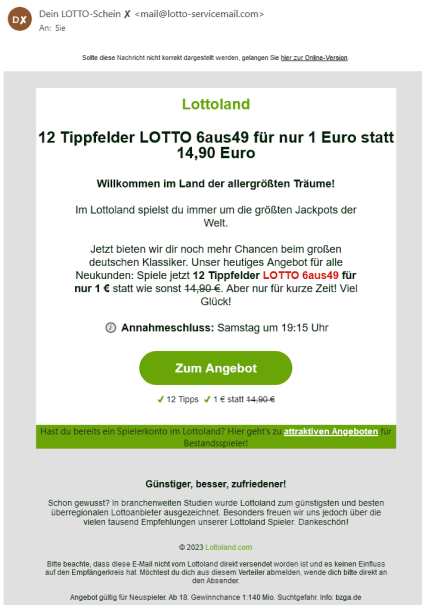 DX
Dein LOTTO-Schein ✘ <mail@lotto-servicemail.com>
An: Sie
Sollte diese Nachricht nicht korrekt dargestellt werden, gelangen Sie hier zur Online-Version.
Lottoland
12 Tippfelder LOTTO 6aus49 für nur 1 Euro statt
14,90 Euro
Willkommen im Land der allergrößten Träume!
Im Lottoland spielst du immer um die größten Jackpots der
Welt.
Jetzt bieten wir dir noch mehr Chancen beim großen
deutschen Klassiker. Unser heutiges Angebot für alle
Neukunden: Spiele jetzt 12 Tippfelder LOTTO 6aus49 für
nur 1 € statt wie sonst 14,90 €. Aber nur für kurze Zeit! Viel
Glück!
Annahmeschluss: Samstag um 19:15 Uhr
Zum Angebot
✓ 12 Tipps ✓ 1 € statt 14,90 €
Hast du bereits ein Spielerkonto im Lottoland? Hier geht's zu attraktiven Angeboten für
Bestandsspieler!
Günstiger, besser, zufriedener!
Schon gewusst? In branchenweiten Studien wurde Lottoland zum günstigsten und besten
überregionalen Lottoanbieter ausgezeichnet. Besonders freuen wir uns jedoch über die
vielen tausend Empfehlungen unserer Lottoland Spieler. Dankeschön!
© 2023 Lottoland.com
Bitte beachte, dass diese E-Mail nicht vom Lottoland direkt versendet worden ist und es keinen Einfluss
auf den Empfängerkreis hat. Möchtest du dich aus diesem Verteiler abmelden, wende dich bitte direkt an
den Absender.
Angebot gültig für Neuspieler. Ab 18. Gewinnchance 1:140 Mio. Suchtgefahr. Info: bzga.de